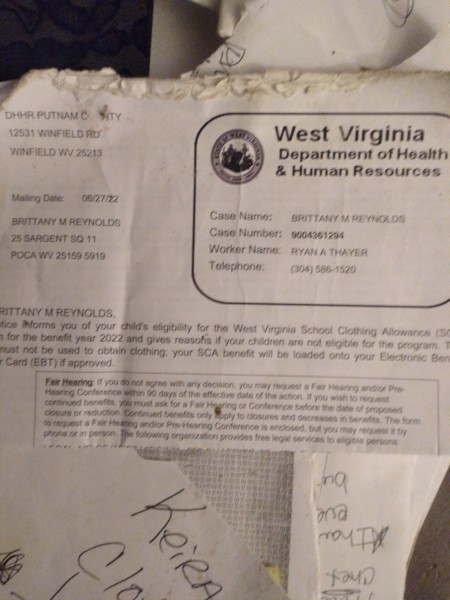 DHHR PUTNAM C NTY
12531 WINFIELD RD
WINFIELD WV 25213
West Virginia
Department of Health
& Human Resources
Mailing Date: 06/27/22
BRITTANY M REYNOLDS
25 SARGENT SQ 11
POCA WV 25159 5919
Case Name: BRITTANY M REYNOLDS
Case Number: 9004361294
Worker Name: RYAN A THAYER
Telephone: (304) 586-1520
RITTANY M REYNOLDS,
tice informs you of your child's eligibility for the West Virginia School Clothing Allowance (SC
n for the benefit year 2022 and gives reasons if your children are not eligible for the program. T
must not be used to obtain clothing; your SCA benefit will be loaded onto your Electronic Bene
r Card (EBT) if approved.
Fair Hearing: If you do not agree with any decision, you may request a Fair Hearing and/or Pre-
Hearing Conference within 90 days of the effective date of the action. If you wish to request
continued benefits, you must ask for a Fair Hearing or Conference before the date of proposed
closure or reduction. Continued benefits only apply to closures and decreases in benefits. The form
to request a Fair Hearing and/or Pre-Hearing Conference is enclosed, but you may request it by
phone or in person. The following organization provides free legal services to eligible persons:
Keira
Clo